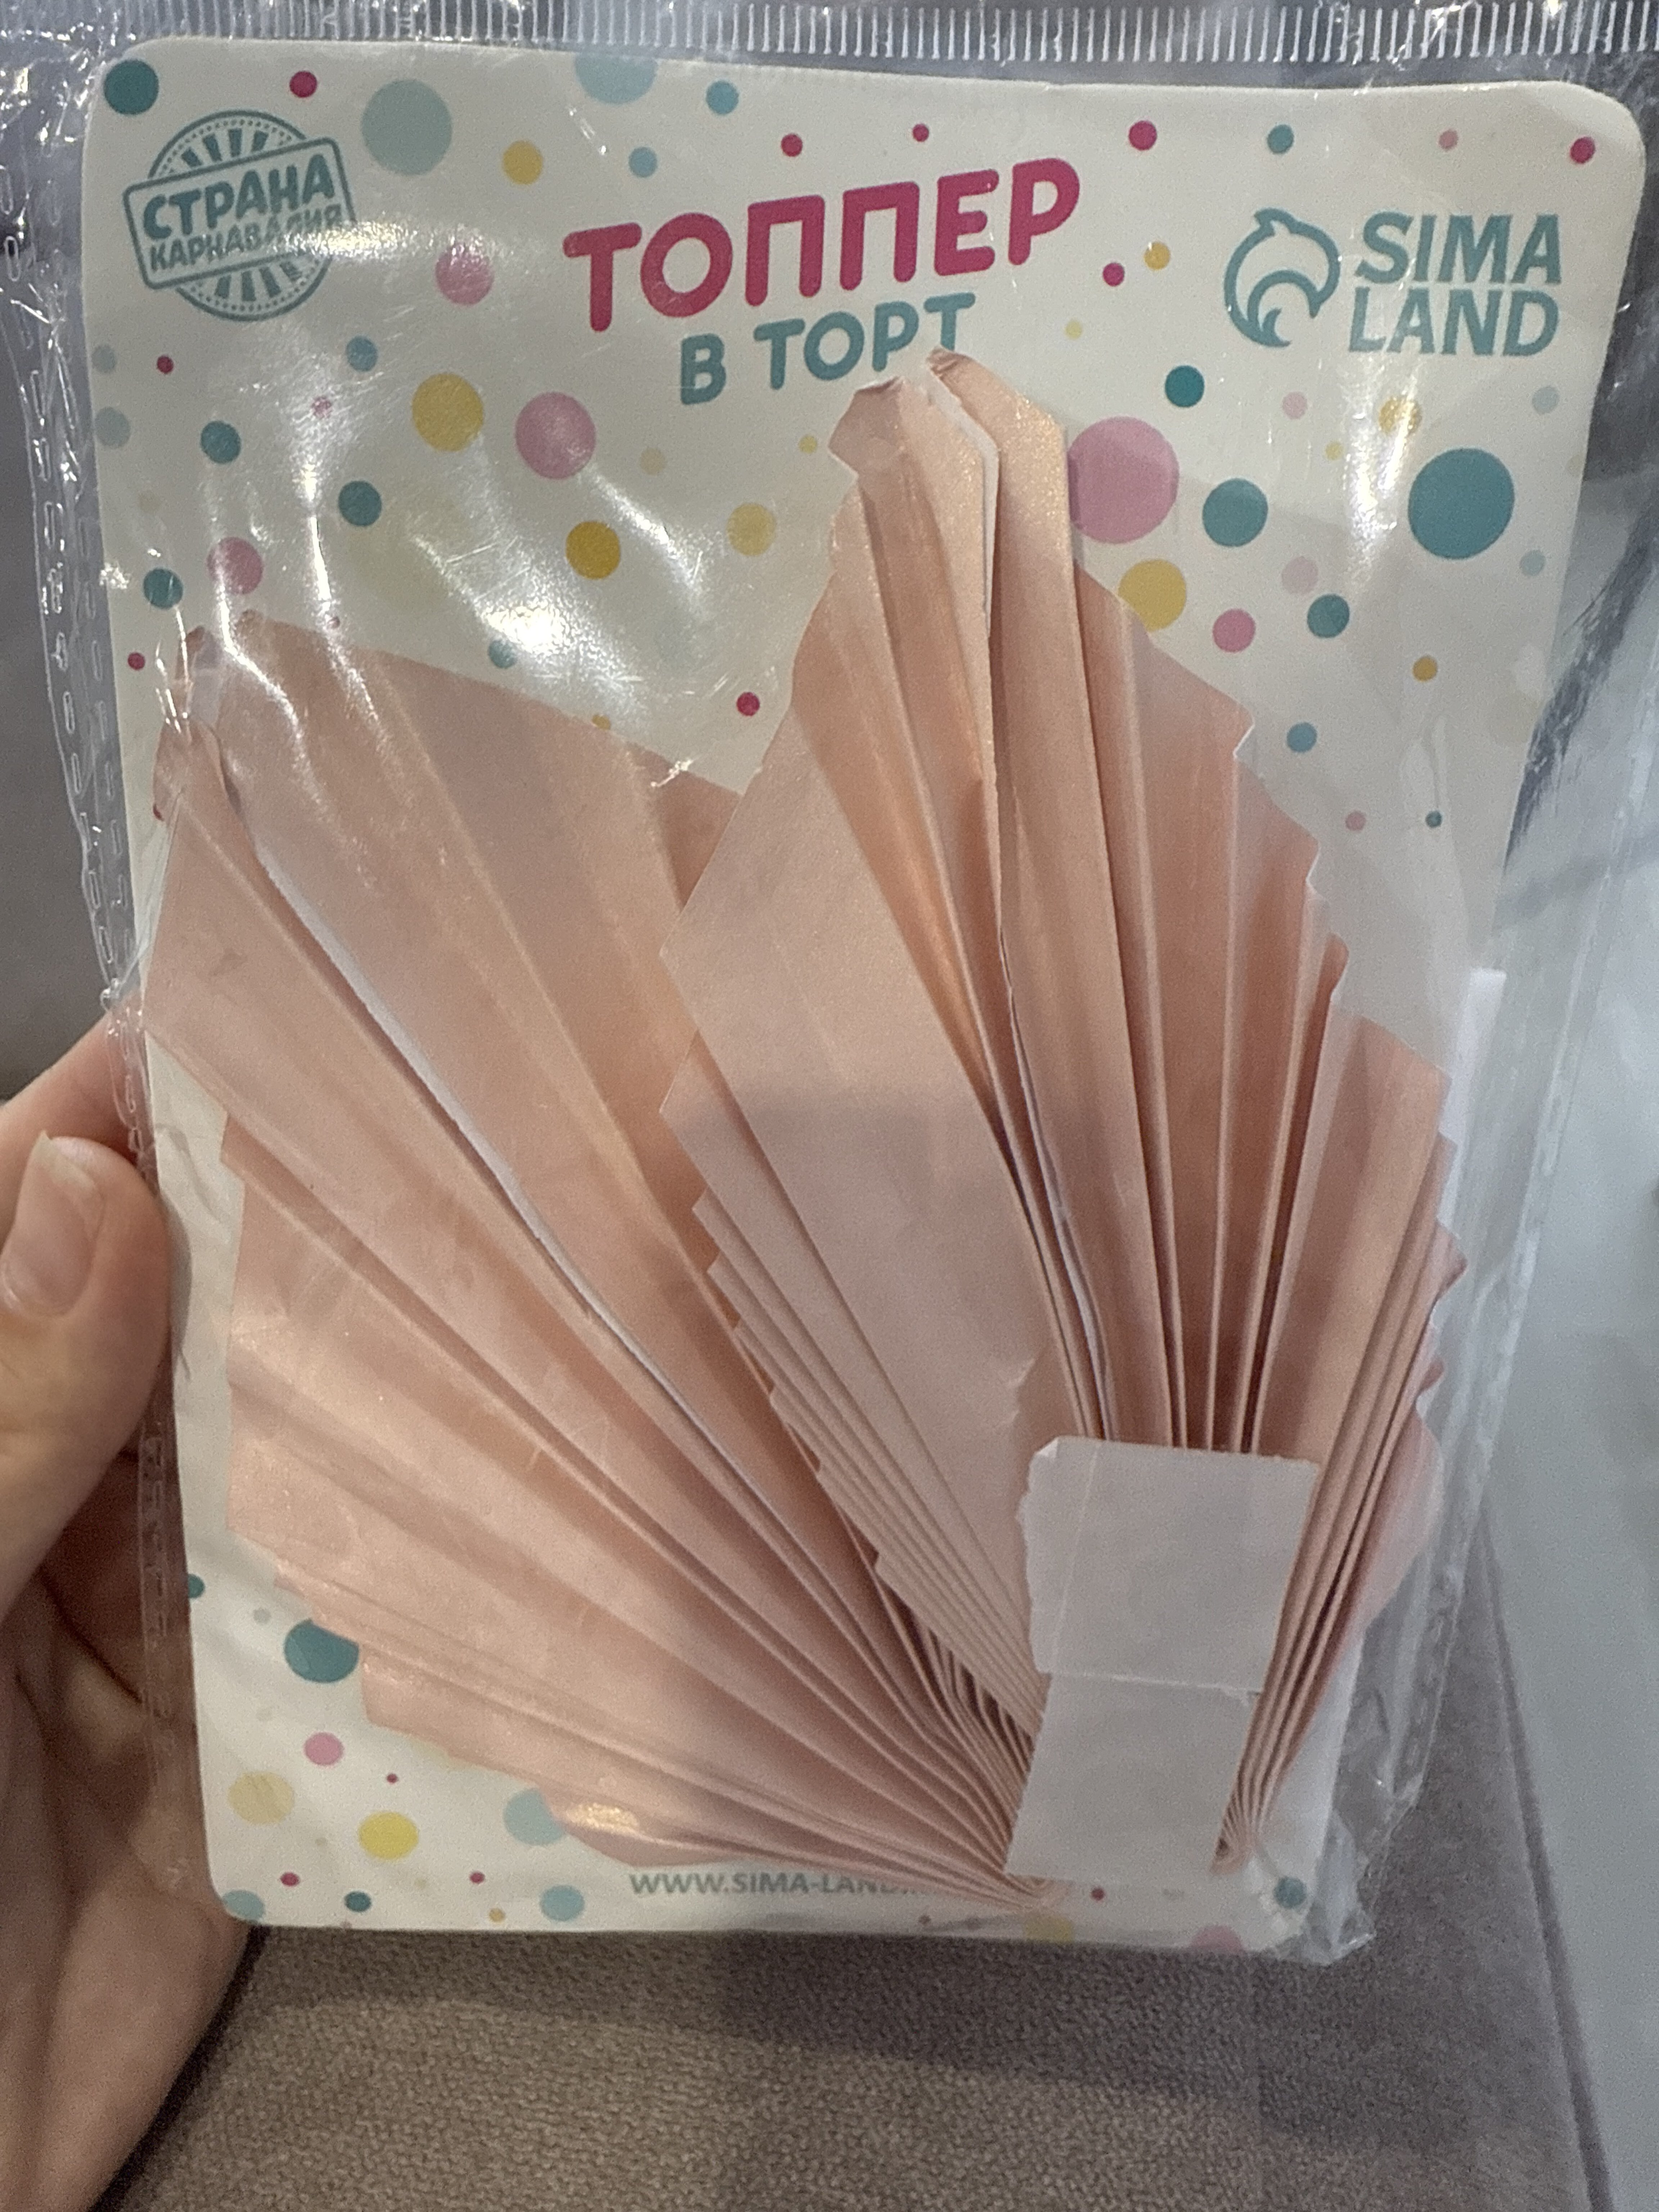 СТРАНА
КАРНАВАЛИЯ
ТОППЕР
В ТОРТ
SIMA
LAND
WWW.SIMA-LAND.